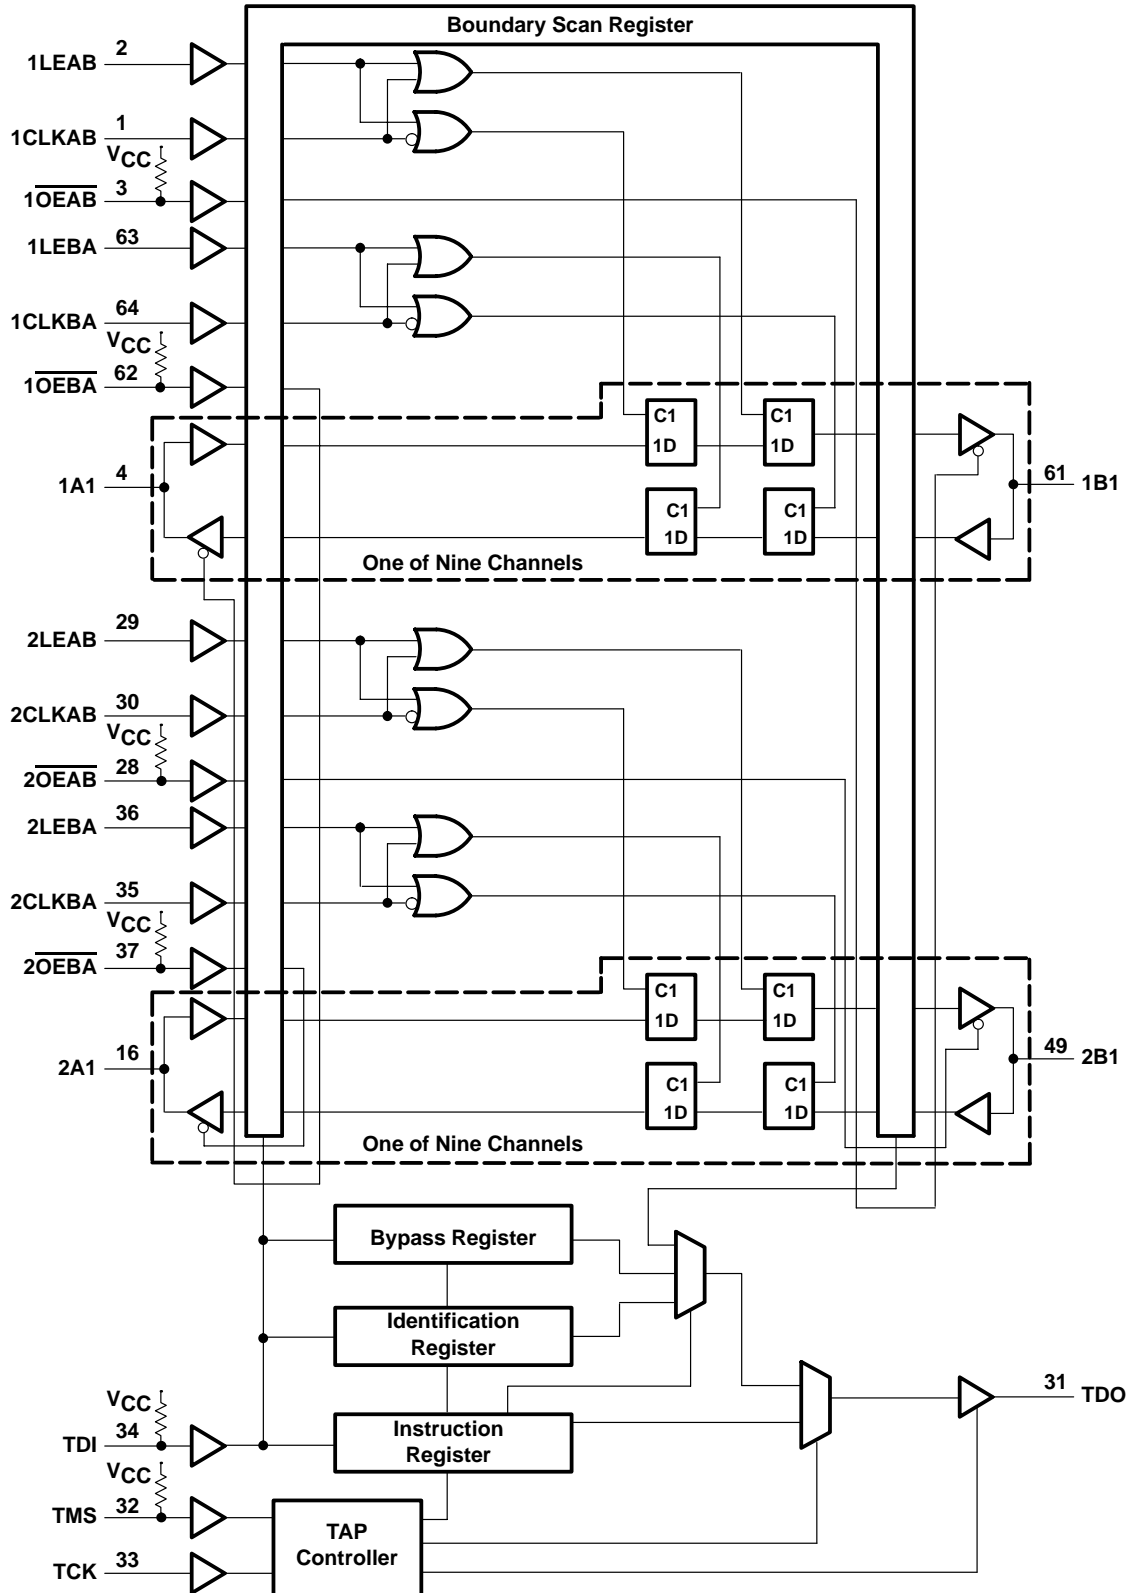 Boundary Scan Register
2
1LEAB
1
1CLKAB
VCC
3
1OEAB
63
1LEBA
64
1CLKBA
VCC
62
1OEBA
C1
1D
C1
1D
4
1A1
61
1B1
C1
1D
C1
1D
One of Nine Channels
29
2LEAB
30
2CLKAB
VCC
28
2OEAB
36
2LEBA
35
2CLKBA
VCC
37
2OEBA
C1
1D
C1
1D
16
2A1
49
2B1
C1
1D
C1
1D
One of Nine Channels
Bypass Register
Identification
Register
VCC
34
TDI
Instruction
Register
31
TDO
VCC
32
TMS
TAP
Controller
33
TCK